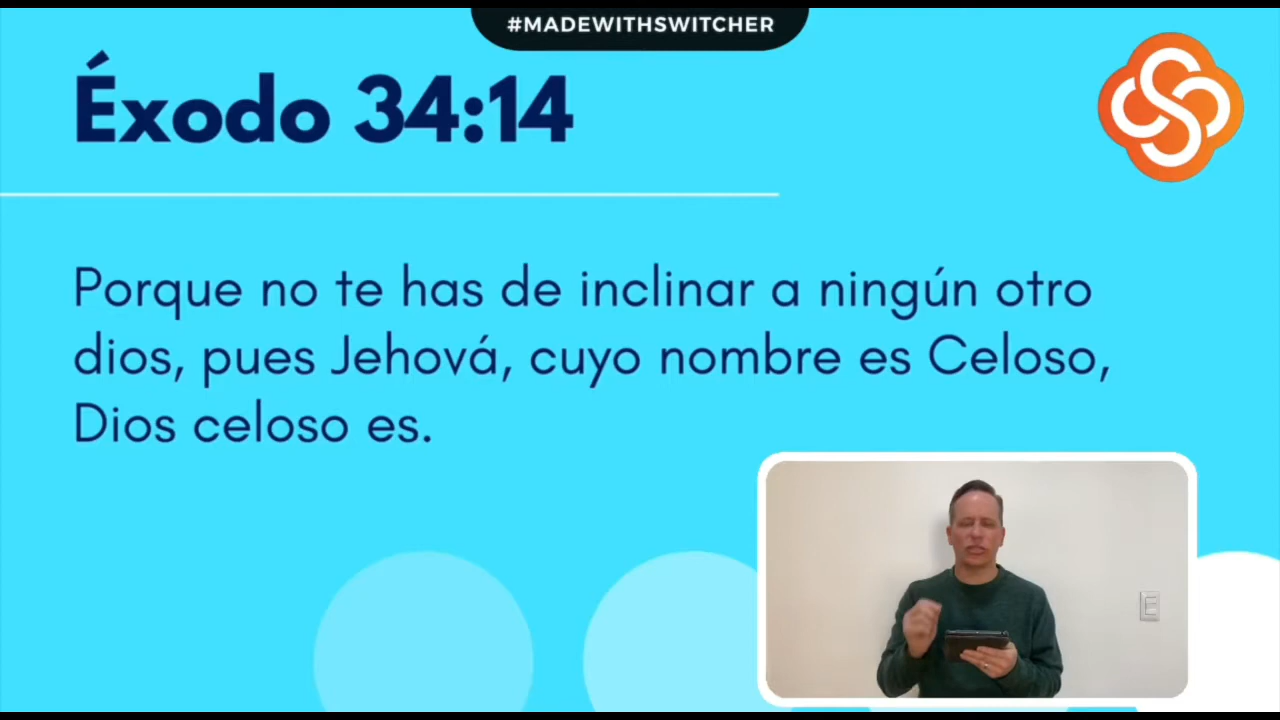 #MADEWITHSWITCHER
Éxodo 34:14
Porque no te has de inclinar a ningún otro
dios, pues Jehová, cuyo nombre es Celoso,
Dios celoso es.